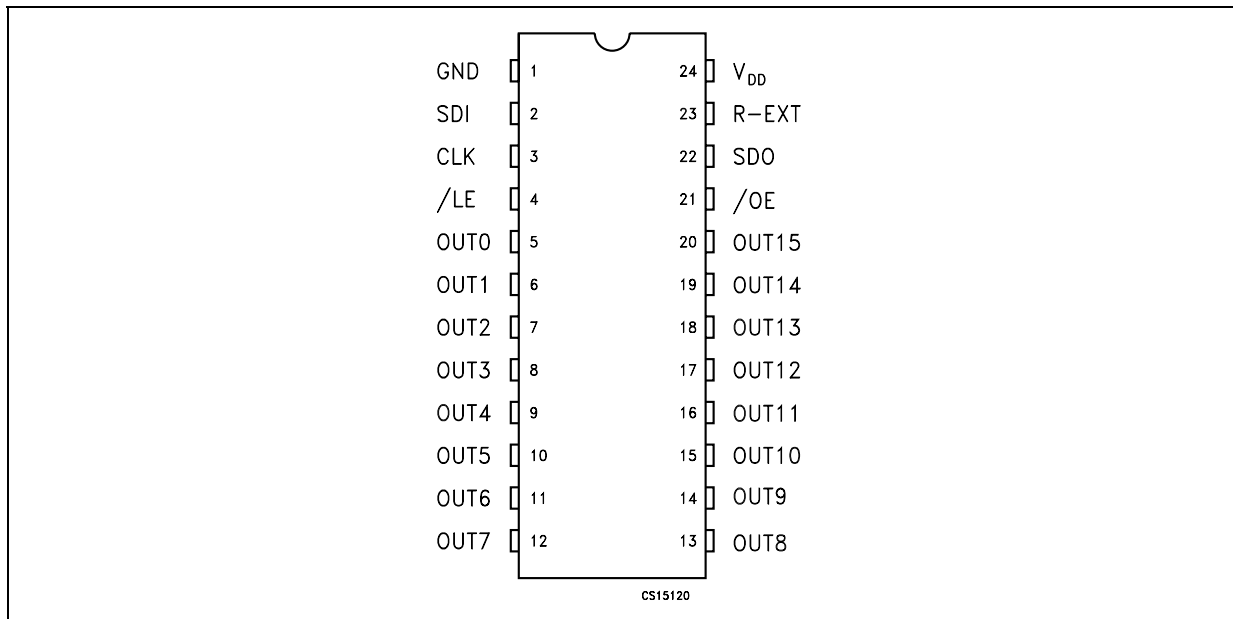 GND 1 24 V_DD
SDI 2 23 R-EXT
CLK 3 22 SDO
/LE 4 21 /OE
OUT0 5 20 OUT15
OUT1 6 19 OUT14
OUT2 7 18 OUT13
OUT3 8 17 OUT12
OUT4 9 16 OUT11
OUT5 10 15 OUT10
OUT6 11 14 OUT9
OUT7 12 13 OUT8
CS15120